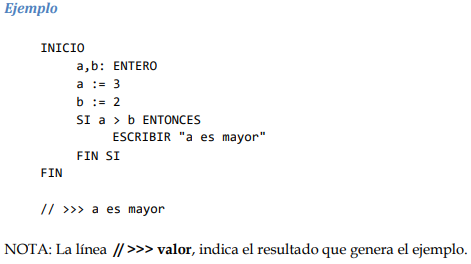 Ejemplo
INICIO
a,b: ENTERO
a := 3
b := 2
SI a > b ENTONCES
ESCRIBIR "a es mayor"
FIN SI
FIN
// >>> a es mayor
NOTA: La línea // >>> valor, indica el resultado que genera el ejemplo.